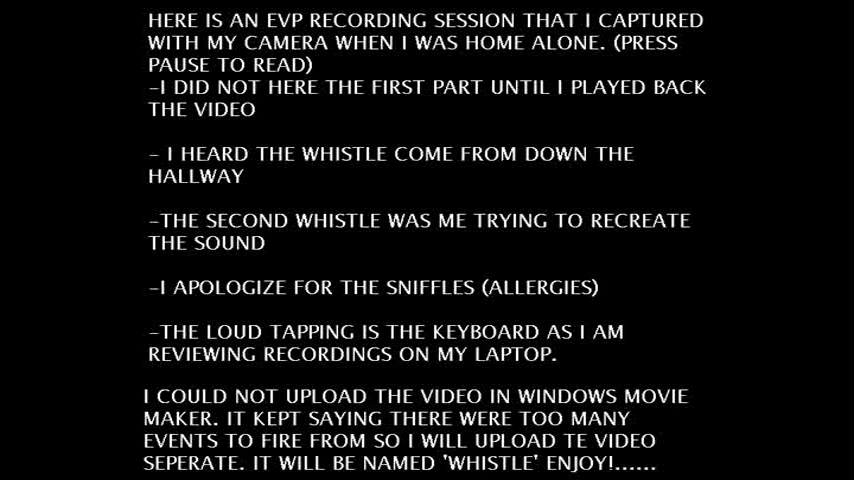 HERE IS AN EVP RECORDING SESSION THAT I CAPTURED
WITH MY CAMERA WHEN I WAS HOME ALONE. (PRESS
PAUSE TO READ)
-I DID NOT HERE THE FIRST PART UNTIL I PLAYED BACK
THE VIDEO
- I HEARD THE WHISTLE COME FROM DOWN THE
HALLWAY
-THE SECOND WHISTLE WAS ME TRYING TO RECREATE
THE SOUND
-I APOLOGIZE FOR THE SNIFFLES (ALLERGIES)
-THE LOUD TAPPING IS THE KEYBOARD AS I AM
REVIEWING RECORDINGS ON MY LAPTOP.
I COULD NOT UPLOAD THE VIDEO IN WINDOWS MOVIE
MAKER. IT KEPT SAYING THERE WERE TOO MANY
EVENTS TO FIRE FROM SO I WILL UPLOAD TE VIDEO
SEPERATE. IT WILL BE NAMED 'WHISTLE' ENJOY!......